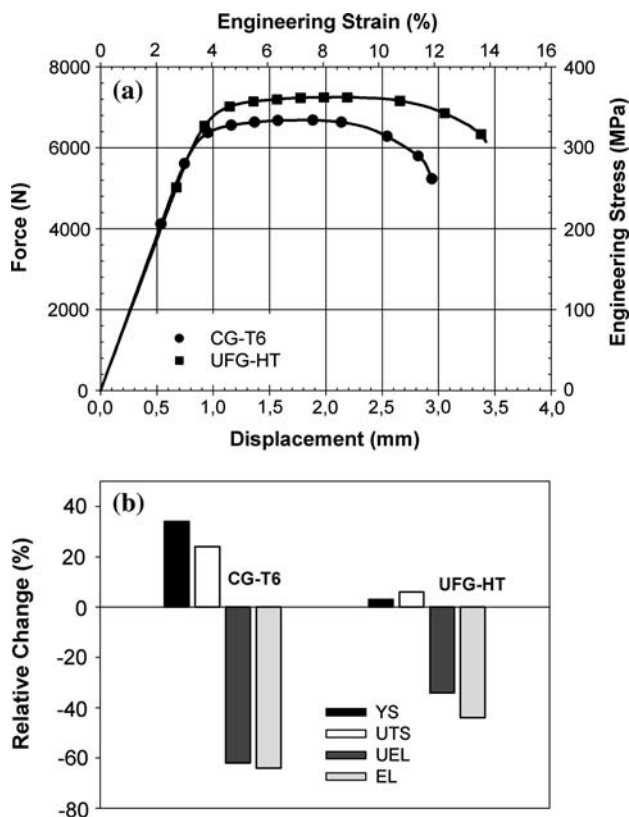 Engineering Strain (%)
0 2 4 6 8 10 12 14 16
8000 (a) 400
6000 300
4000 200
2000 100
0 0
Force (N)
Engineering Stress (MPa)
CG-T6
UFG-HT
0,0 0,5 1,0 1,5 2,0 2,5 3,0 3,5 4,0
Displacement (mm)
(b)
40
20
0
-20
-40
-60
-80
Relative Change (%)
CG-T6 UFG-HT
YS
UTS
UEL
EL